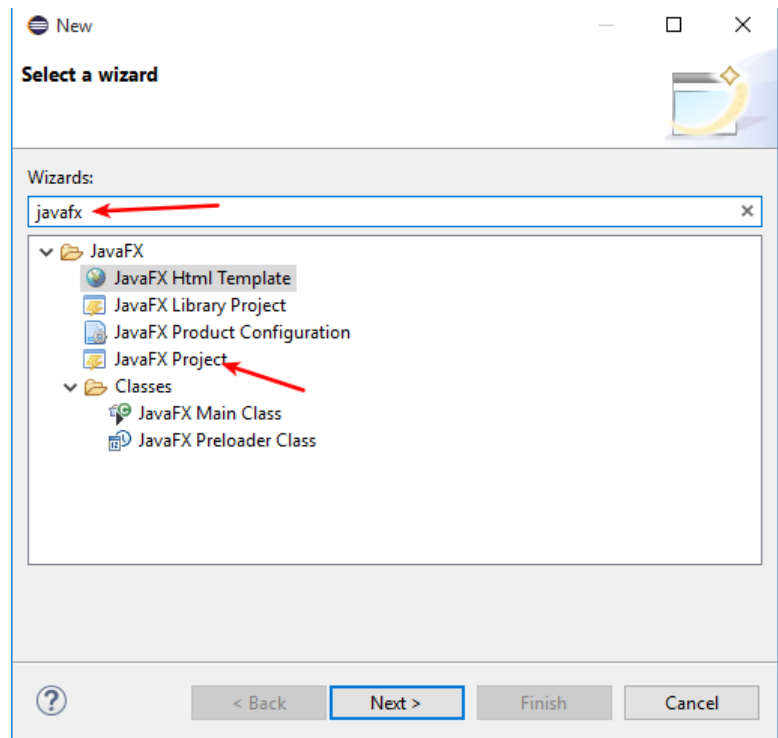 New
Select a wizard
Wizards:
javafx
JavaFX
JavaFX Html Template
JavaFX Library Project
JavaFX Product Configuration
JavaFX Project
Classes
JavaFX Main Class
JavaFX Preloader Class
< Back Next > Finish Cancel